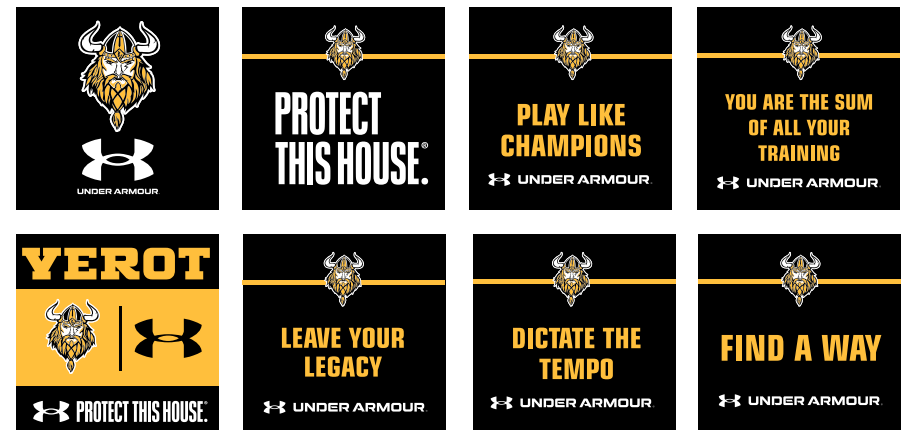 UNDER ARMOUR
PROTECT
THIS HOUSE.®
PLAY LIKE
CHAMPIONS
UNDER ARMOUR
YOU ARE THE SUM
OF ALL YOUR
TRAINING
UNDER ARMOUR
YEROT
PROTECT THIS HOUSE.®
LEAVE YOUR
LEGACY
UNDER ARMOUR
DICTATE THE
TEMPO
UNDER ARMOUR
FIND A WAY
UNDER ARMOUR